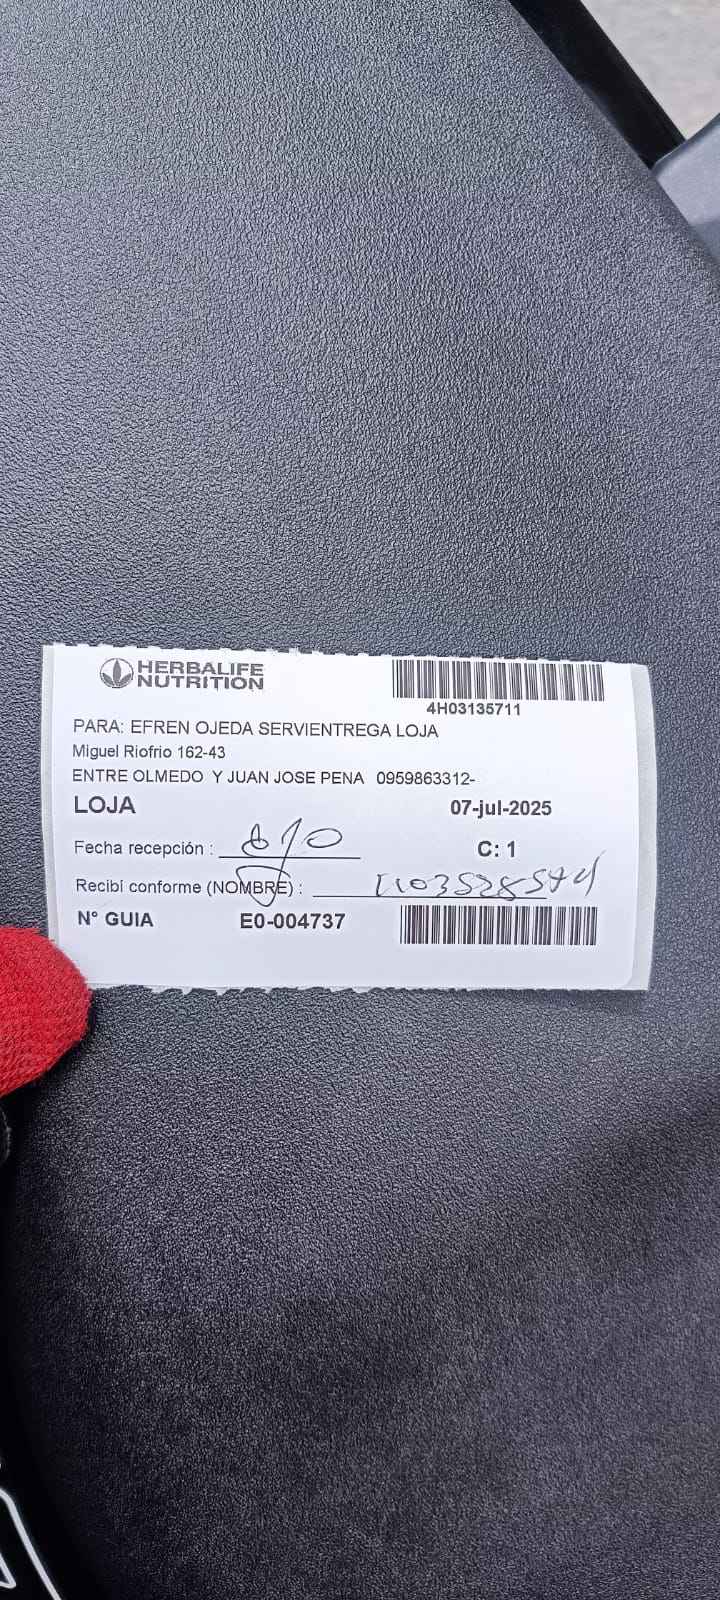 HERBALIFE
NUTRITION
4H03135711
PARA: EFREN OJEDA SERVIENTREGA LOJA
Miguel Riofrio 162-43
ENTRE OLMEDO Y JUAN JOSE PENA 0959863312-
LOJA 07-jul-2025
Fecha recepción : C: 1
Recibí conforme (NOMBRE) :
N° GUIA E0-004737